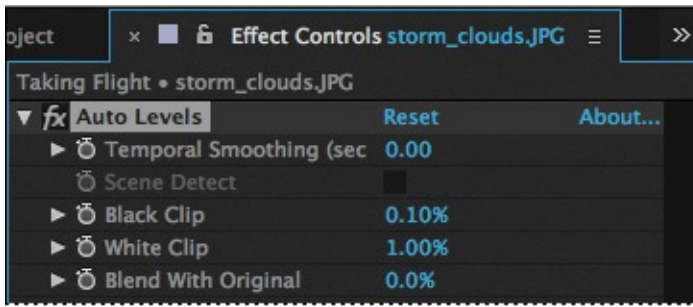 oject × Effect Controls storm_clouds.JPG ≡ »
Taking Flight • storm_clouds.JPG
fx Auto Levels Reset About...
Temporal Smoothing (sec 0.00
Scene Detect
Black Clip 0.10%
White Clip 1.00%
Blend With Original 0.0%